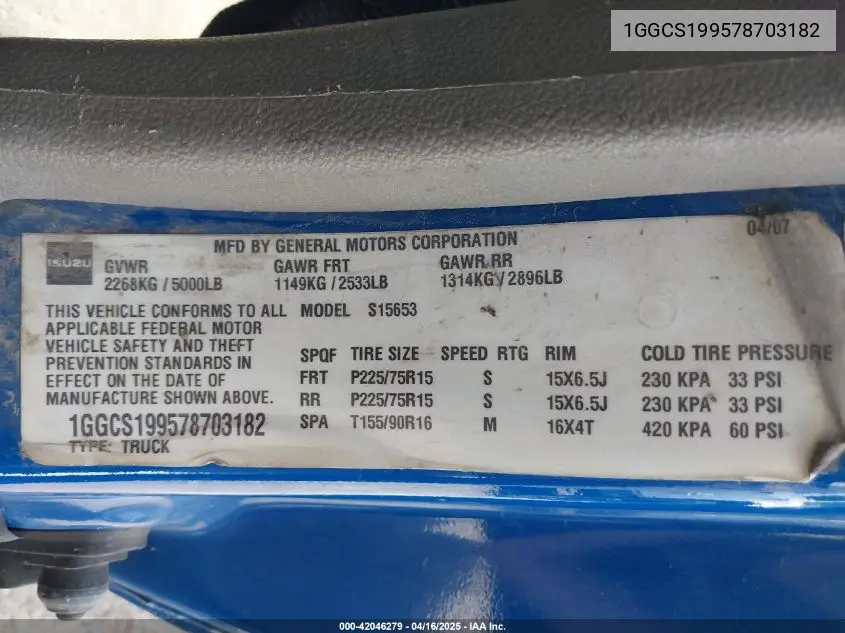 1GGCS199578703182
04/07
MFD BY GENERAL MOTORS CORPORATION
ISUZU
GVWR GAWR FRT GAWR RR
2268KG / 5000LB 1149KG / 2533LB 1314KG / 2896LB
THIS VEHICLE CONFORMS TO ALL MODEL S15653
APPLICABLE FEDERAL MOTOR
VEHICLE SAFETY AND THEFT
PREVENTION STANDARDS IN
EFFECT ON THE DATE OF
MANUFACTURE SHOWN ABOVE.
SPQF TIRE SIZE SPEED RTG RIM COLD TIRE PRESSURE
FRT P225/75R15 S 15X6.5J 230 KPA 33 PSI
RR P225/75R15 S 15X6.5J 230 KPA 33 PSI
SPA T155/90R16 M 16X4T 420 KPA 60 PSI
1GGCS199578703182
TYPE: TRUCK
000-42046279 - 04/16/2025 - IAA Inc.